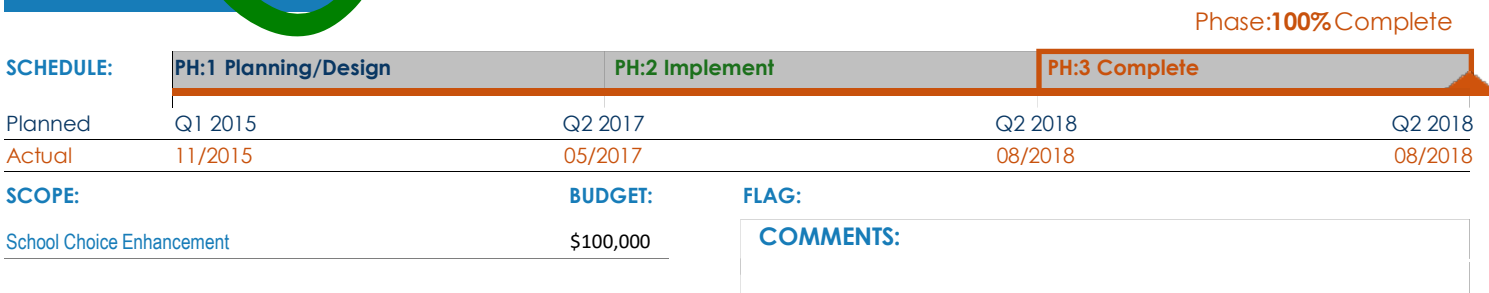 Phase:100% Complete
SCHEDULE: PH:1 Planning/Design PH:2 Implement PH:3 Complete
Planned Q1 2015 Q2 2017 Q2 2018 Q2 2018
Actual 11/2015 05/2017 08/2018 08/2018
SCOPE: BUDGET: FLAG:
School Choice Enhancement $100,000 COMMENTS: